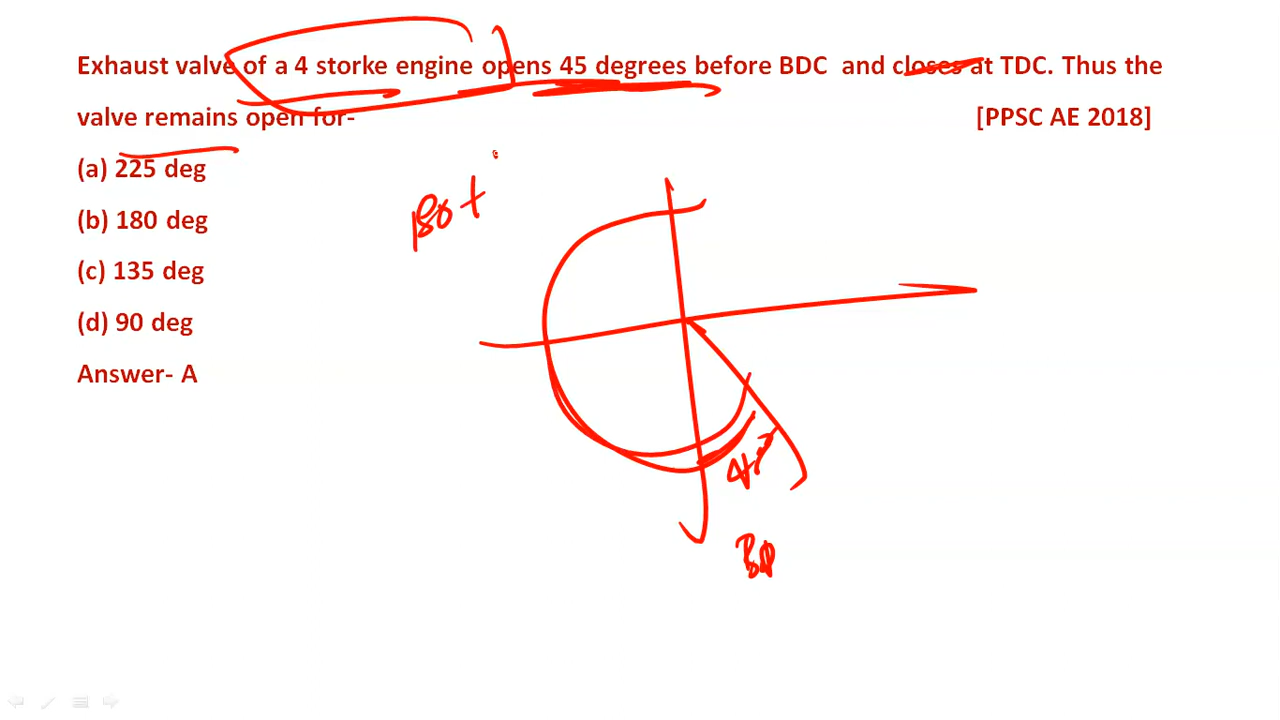 Exhaust valve of a 4 storke engine opens 45 degrees before BDC and closes at TDC. Thus the
valve remains open for- [PPSC AE 2018]
(a) 225 deg
(b) 180 deg
180 +
(c) 135 deg
(d) 90 deg
Answer- A
45°
BD